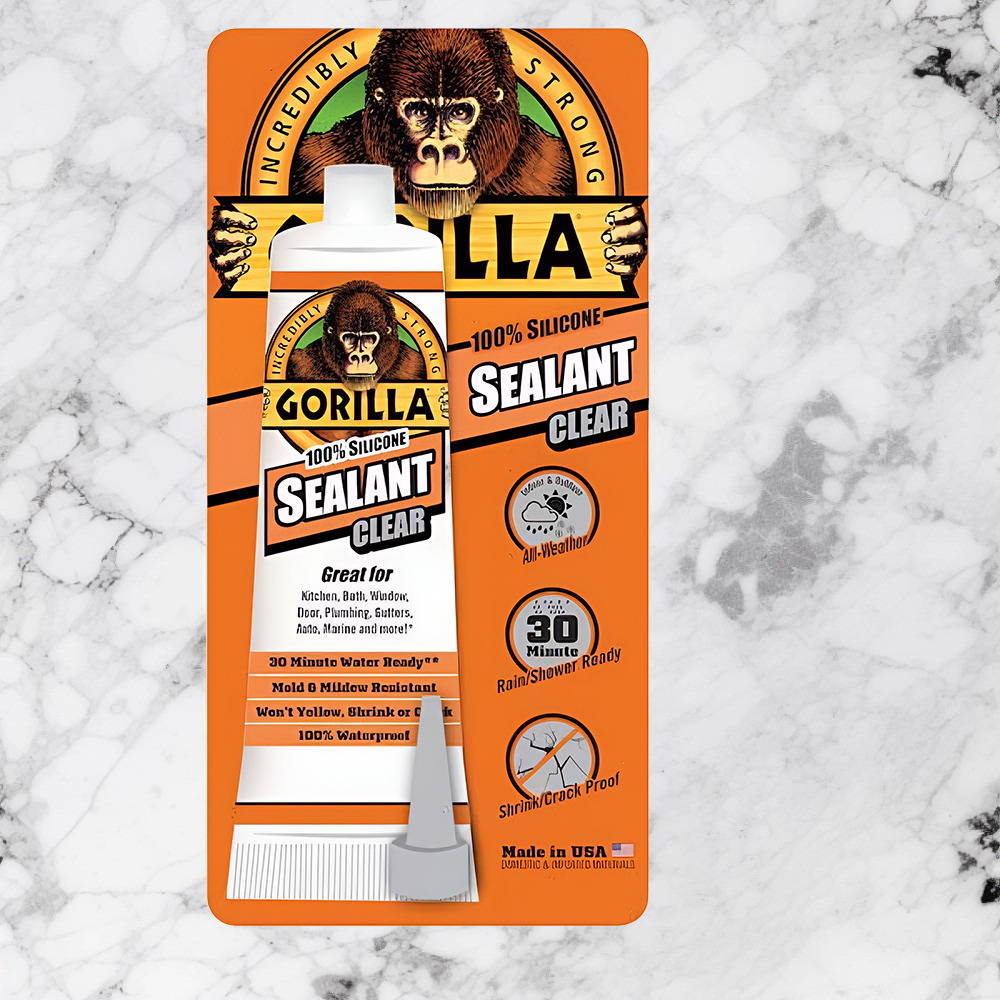 INCREDIBLY STRONG
GORILLA
100% SILICONE
SEALANT
CLEAR
INCREDIBLY STRONG
GORILLA
100% SILICONE
SEALANT
CLEAR
Great for
Kitchen, Bath, Window,
Door, Plumbing, Gutters,
Auto, Marine and more!*
30 Minute Water Ready**
Mold & Mildew Resistant
Won't Yellow, Shrink or
100% Waterproof
All-Weather
30
Minute
Rain/Shower Ready
Shrink/Crack Proof
Made in USA